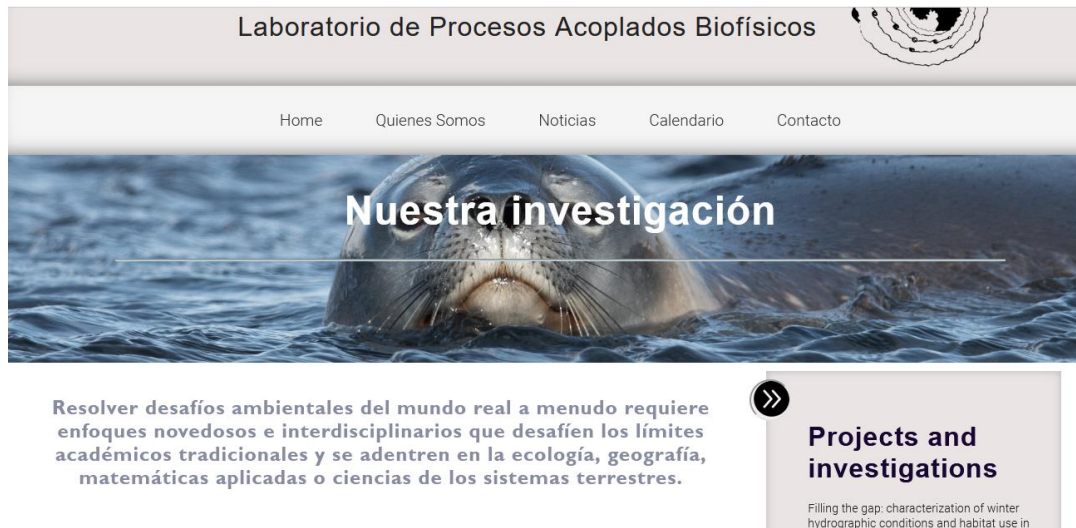 Laboratorio de Procesos Acoplados Biofísicos
Home Quienes Somos Noticias Calendario Contacto
Nuestra investigación
Resolver desafíos ambientales del mundo real a menudo requiere
enfoques novedosos e interdisciplinarios que desafíen los límites
académicos tradicionales y se adentren en la ecología, geografía,
matemáticas aplicadas o ciencias de los sistemas terrestres.
Projects and
investigations
Filling the gap: characterization of winter
hydrographic conditions and habitat use in